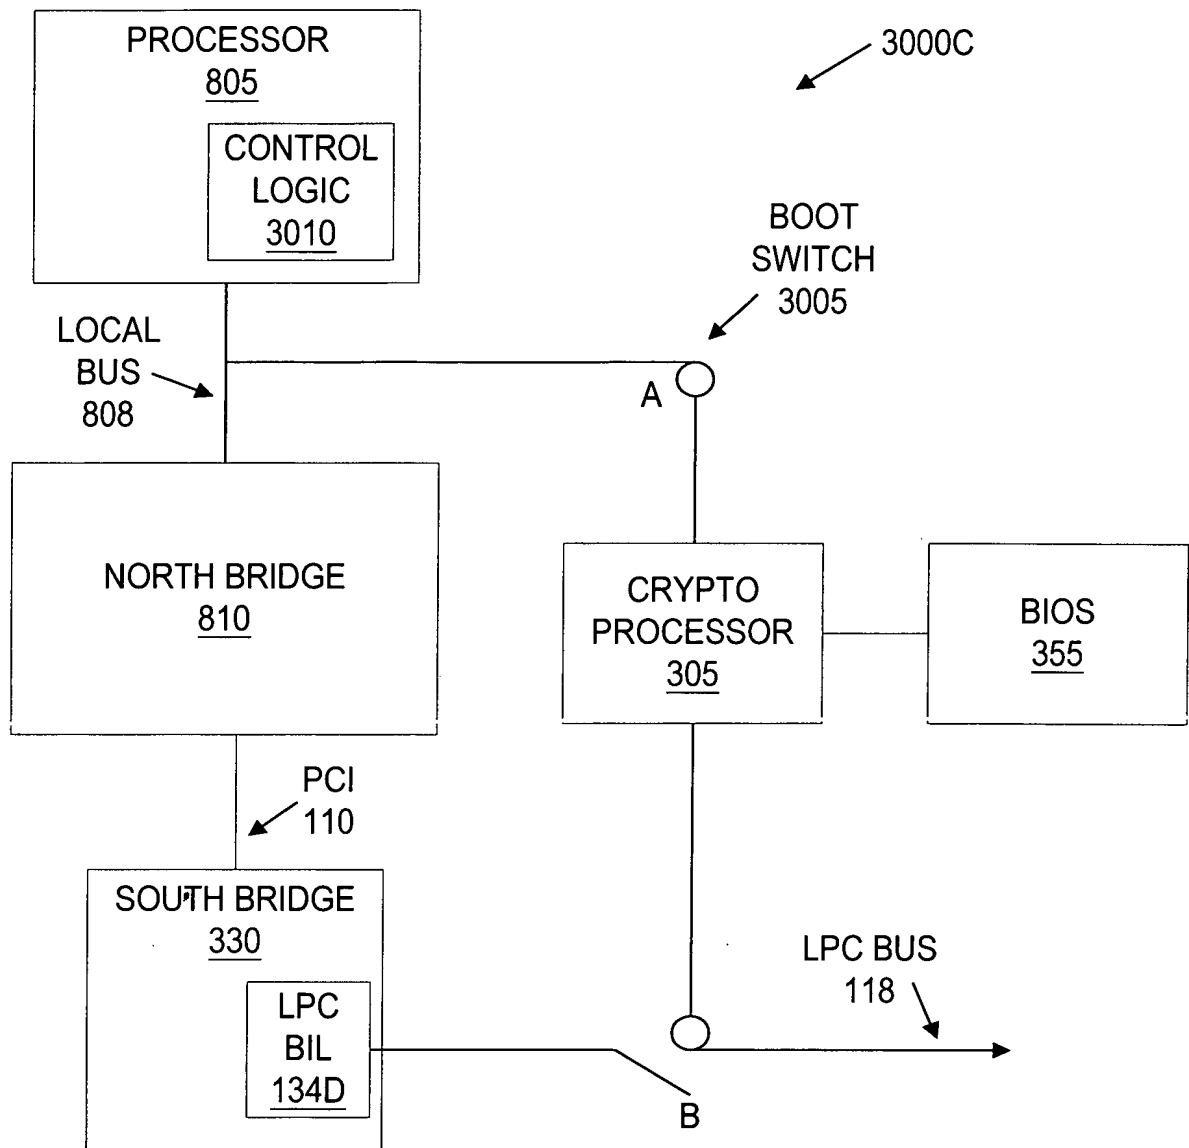 PROCESSOR
805
CONTROL
LOGIC
3010
3000C
BOOT
SWITCH
3005
LOCAL
BUS
808
A
NORTH BRIDGE
810
CRYPTO
PROCESSOR
305
BIOS
355
PCI
110
SOUTH BRIDGE
330
LPC
BIL
134D
LPC BUS
118
B